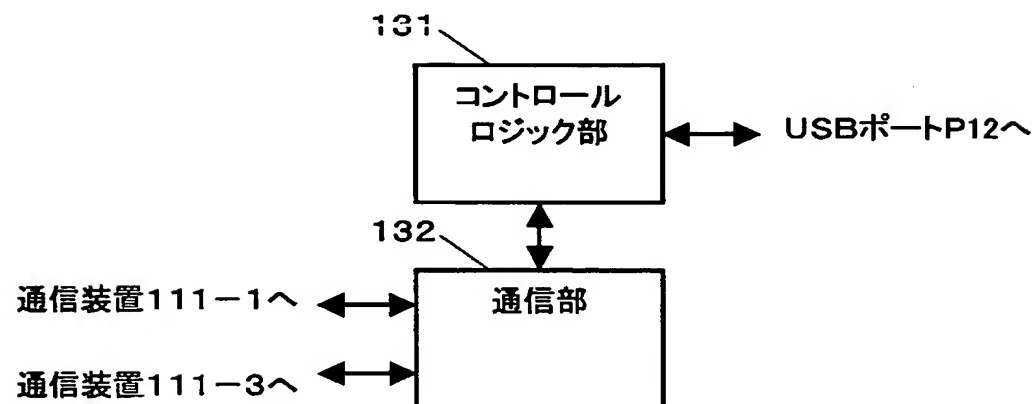 131
コントロール
ロジック部
USBポートP12へ
132
通信装置111-1へ
通信部
通信装置111-3へ